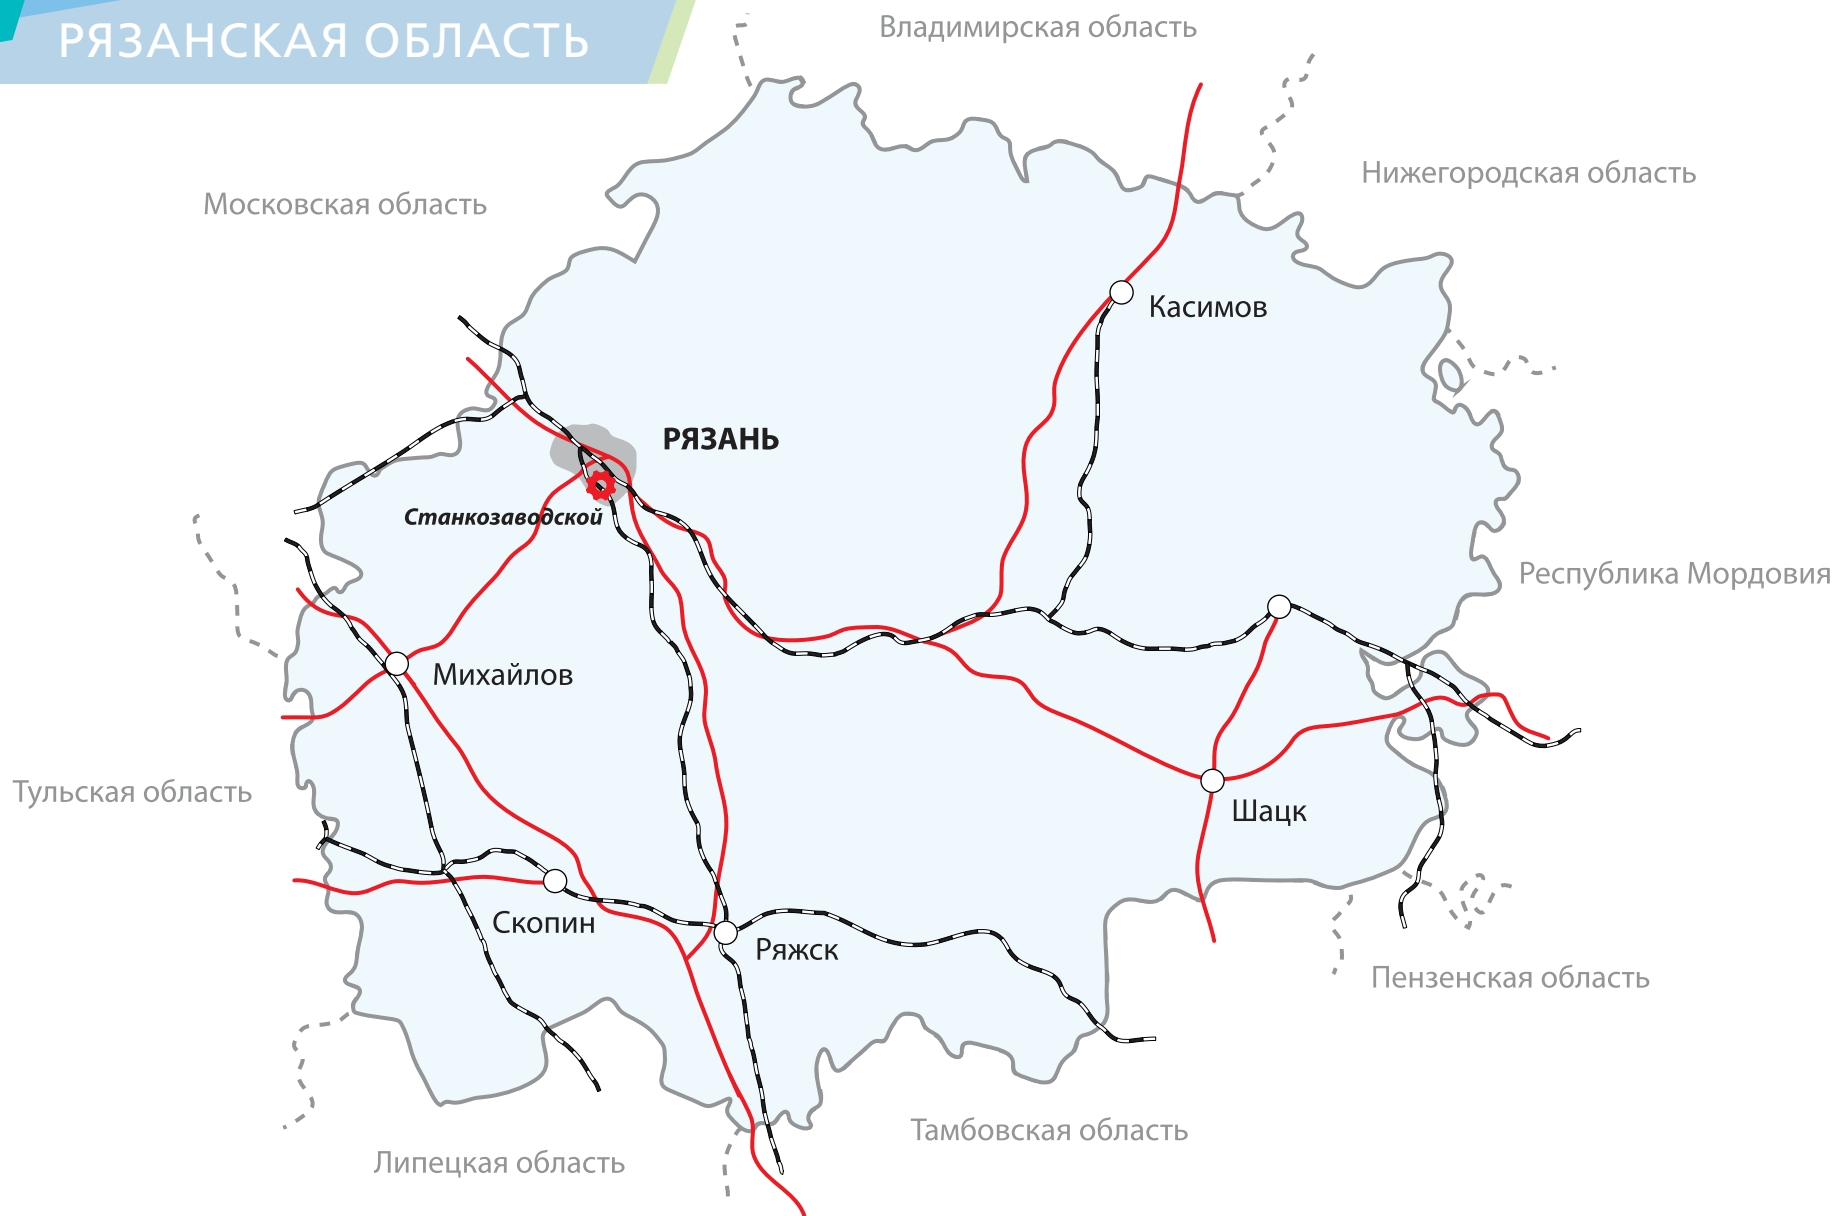 РЯЗАНСКАЯ ОБЛАСТЬ
Владимирская область
Нижегородская область
Московская область
Касимов
РЯЗАНЬ
Станкозаводской
Республика Мордовия
Михайлов
Тульская область
Шацк
Скопин
Ряжск
Пензенская область
Тамбовская область
Липецкая область